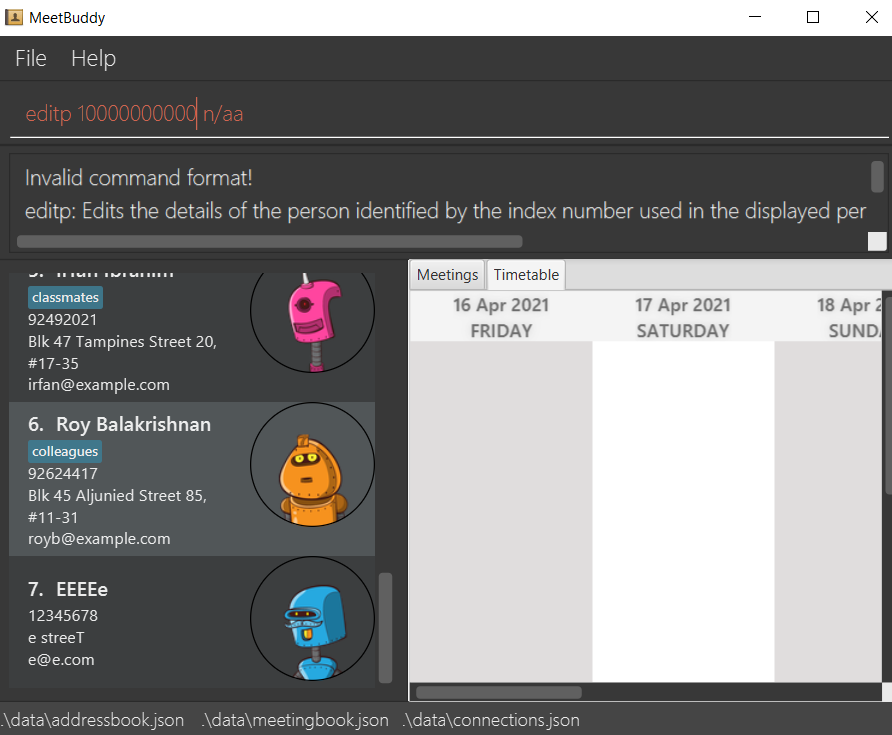 MeetBuddy
File Help
editp 10000000000 n/aa
Invalid command format!
editp: Edits the details of the person identified by the index number used in the displayed per
5. Irfan Ibrahim
classmates
92492021
Blk 47 Tampines Street 20,
#17-35
irfan@example.com
6. Roy Balakrishnan
colleagues
92624417
Blk 45 Aljunied Street 85,
#11-31
royb@example.com
7. EEEEe
12345678
e streeT
e@e.com
Meetings Timetable
16 Apr 2021 17 Apr 2021 18 Apr 2
FRIDAY SATURDAY SUND
.\data\addressbook.json .\data\meetingbook.json .\data\connections.json